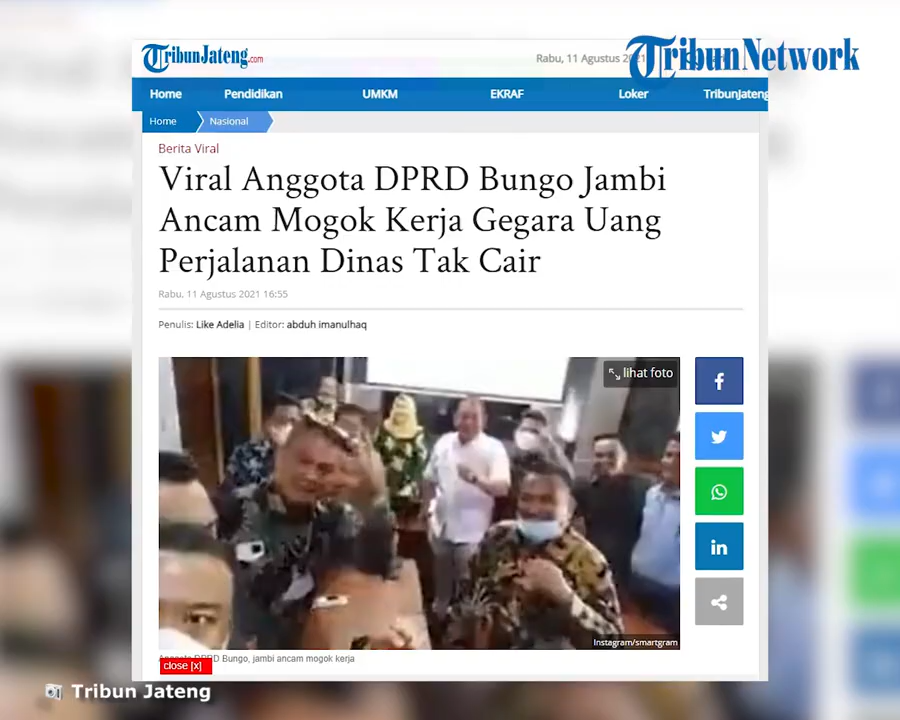 TribunJateng.com
Rabu, 11 Agustus
TribunNetwork
Home Pendidikan UMKM EKRAF Loker TribunJateng
Home Nasional
Berita Viral
Viral Anggota DPRD Bungo Jambi
Ancam Mogok Kerja Gegara Uang
Perjalanan Dinas Tak Cair
Rabu, 11 Agustus 2021 16:55
Penulis: Like Adelia | Editor: abduh imanulhaq
lihat foto
Instagram/smartgram
Anggota DPRD Bungo, jambi ancam mogok kerja
close [x]
Tribun Jateng